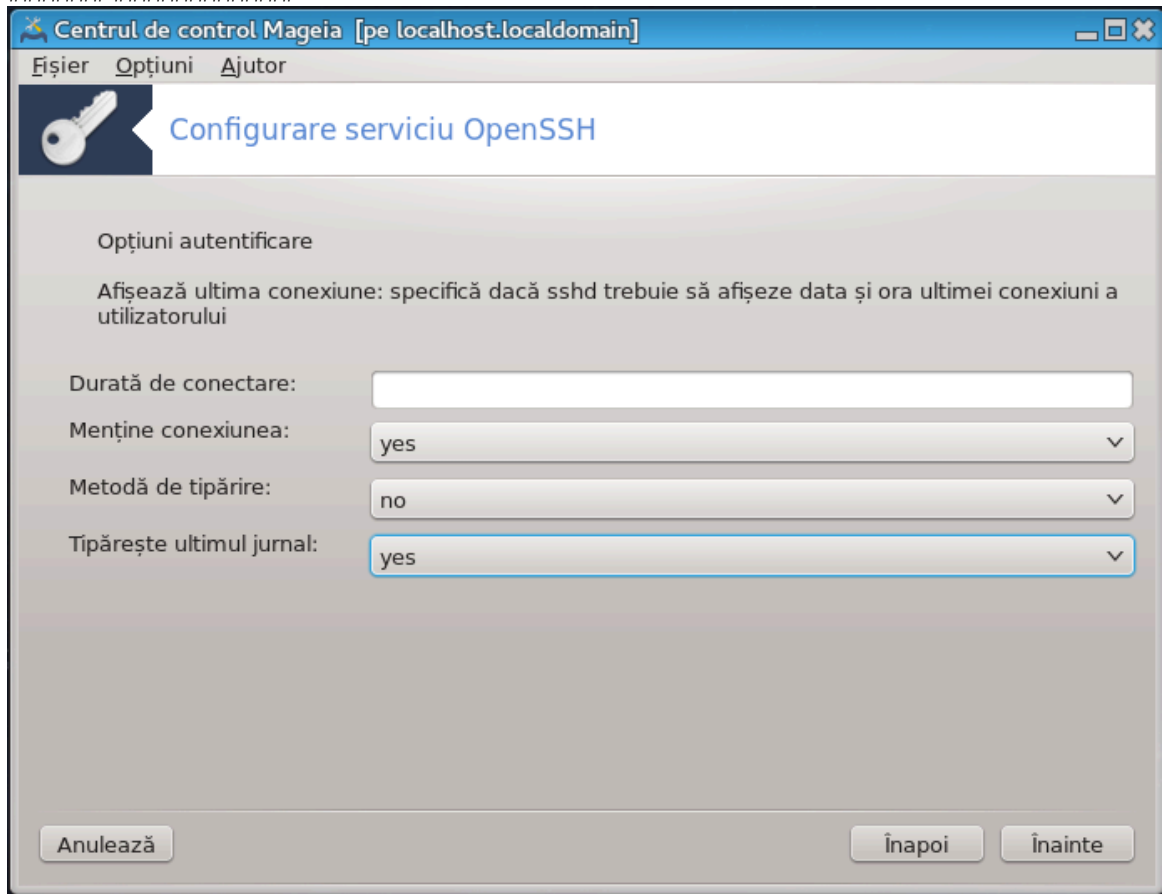 Centrul de control Mageia [pe localhost.localdomain]
Fișier Opțiuni Ajutor
Configurare serviciu OpenSSH
Opțiuni autentificare
Afișează ultima conexiune: specifică dacă sshd trebuie să afișeze data și ora ultimei conexiuni a
utilizatorului
Durată de conectare:
Menține conexiunea: yes
Metodă de tipărire: no
Tipărește ultimul jurnal: yes
Anulează Înapoi Înainte